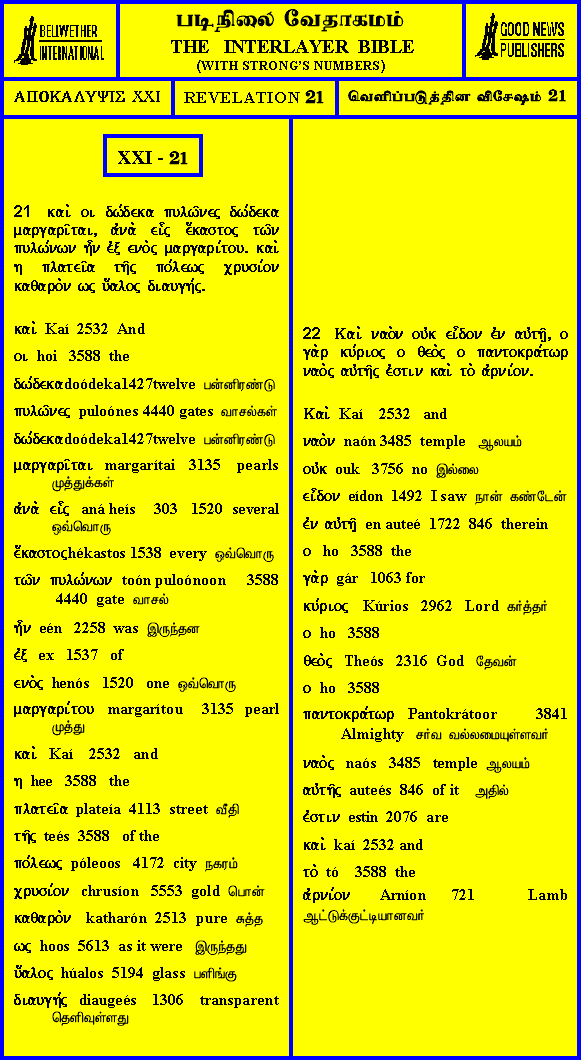 BELLWETHER
INTERNATIONAL
படி.நிலை வேதாகமம்
THE INTERLAYER BIBLE
(WITH STRONG'S NUMBERS)
GOOD NEWS
PUBLISHERS
ΑΠΟΚΑΛΥΨΙΣ XXI
REVELATION 21
வெளிப்படுத்தின விசேஷம் 21
XXI - 21
21 καὶ οι δώδεκα πυλῶνες δώδεκα
μαργαρῖται, ἀνὰ εἷς ἕκαστος τῶν
πυλώνων ἦν ἐξ ενὸς μαργαρίτου. καὶ
η πλατεῖα τῆς πόλεως χρυσίον
καθαρὸν ως ὕαλος διαυγής.
καὶ Kaí 2532 And
οι hoi 3588 the
δώδεκα doódeka 1427 twelve பன்னிரண்டு
πυλῶνες puloónes 4440 gates வாசல்கள்
δώδεκα doódeka 1427 twelve பன்னிரண்டு
μαργαρῖται margarítai 3135 pearls
முத்துக்கள்
ἀνὰ εἷς aná heís 303 1520 several
ஒவ்வொரு
ἕκαστος hékastos 1538 every ஒவ்வொரு
τῶν πυλώνων toón puloónoon 3588
4440 gate வாசல்
ἦν eén 2258 was இருந்தன
ἐξ ex 1537 of
ενὸς henós 1520 one ஒவ்வொரு
μαργαρίτου margarítou 3135 pearl
முத்து
καὶ Kaí 2532 and
η hee 3588 the
πλατεῖα plateía 4113 street வீதி
τῆς teés 3588 of the
πόλεως póleoos 4172 city நகரம்
χρυσίον chrusíon 5553 gold பொன்
καθαρὸν katharón 2513 pure சுத்த
ως hoos 5613 as it were இருந்தது
ὕαλος húalos 5194 glass பளிங்கு
διαυγής diaugeés 1306 transparent
தெளிவுள்ளது
22 Καὶ ναὸν οὐκ εἶδον ἐν αὐτῇ, ο
γὰρ κύριος ο θεὸς ο παντοκράτωρ
ναὸς αὐτῆς ἐστιν καὶ τὸ ἀρνίον.
Καὶ Kaí 2532 and
ναὸν naón 3485 temple ஆலயம்
οὐκ ouk 3756 no இல்லை
εἶδον eídon 1492 I saw நான் கண்டேன்
ἐν αὐτῇ en auteé 1722 846 therein
ο ho 3588 the
γὰρ gár 1063 for
κύριος Kúrios 2962 Lord கர்த்தர்
ο ho 3588
θεὸς Theós 2316 God தேவன்
ο ho 3588
παντοκράτωρ Pantokrátoor 3841
Almighty சர்வ வல்லமையுள்ளவர்
ναὸς naós 3485 temple ஆலயம்
αὐτῆς auteés 846 of it அதில்
ἐστιν estin 2076 are
καὶ kaí 2532 and
τὸ tó 3588 the
ἀρνίον Arníon 721 Lamb
ஆட்டுக்குட்டியானவர்